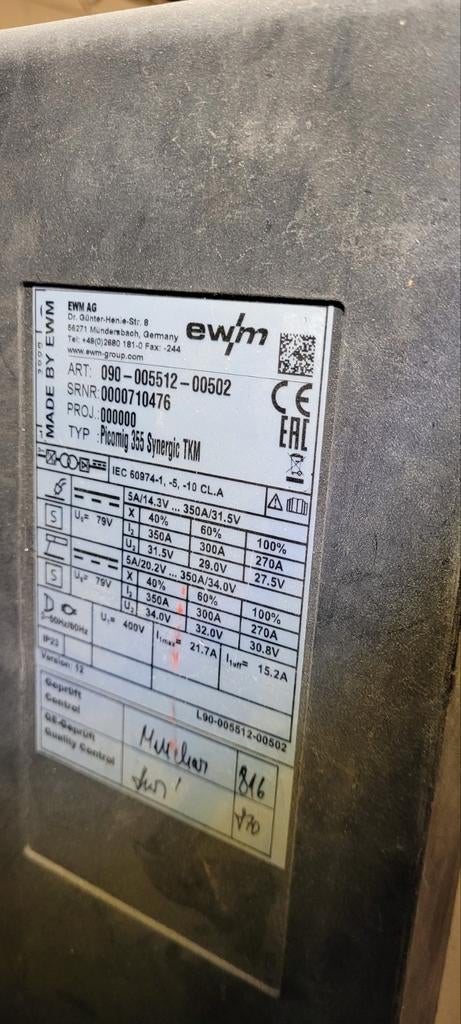 MADE BY EWM
EWM AG
Dr. Günter-Henle-Str. 8
56271 Mündersbach, Germany
Tel: +49(0)2680 181-0 Fax: -244
www.ewm-group.com
ewm
ART: 090-005512-00502
SRNR: 0000710476
PROJ: 000000
TYP : Picomig 355 Synergic TKM
CE
EAC
IEC 60974-1, -5, -10 CL.A
5A/14.3V ... 350A/31.5V
S U₀= 79V X 40% 60% 100%
I₂ 350A 300A 270A
U₂ 31.5V 29.0V 27.5V
5A/20.2V ... 350A/34.0V
S U₀= 79V X 40% 60% 100%
I₂ 350A 300A 270A
U₂ 34.0V 32.0V 30.8V
3~50Hz/60Hz U₁= 400V I₁max= 21.7A I₁eff= 15.2A
IP23
Version: 12
L90-005512-00502
Geprüft
Control
816
QE-Geprüft
Quality Control